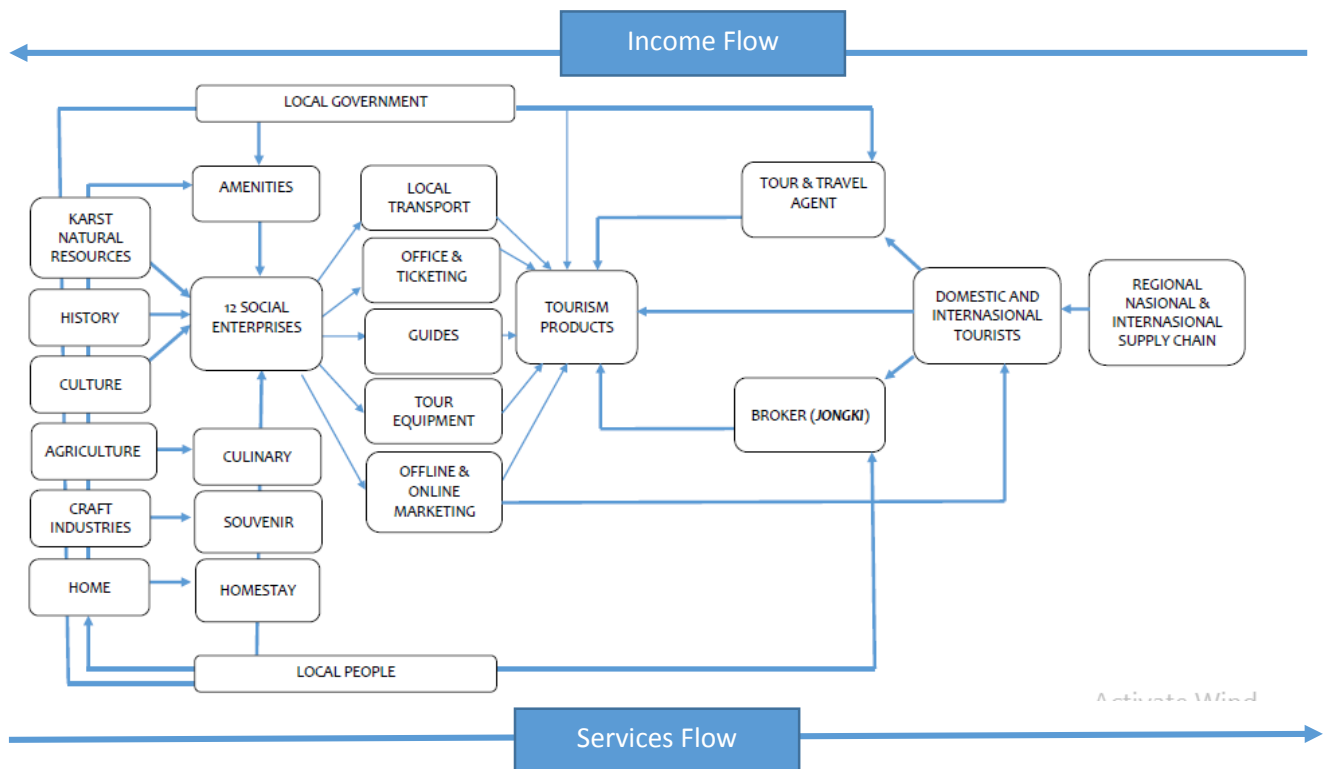 Income Flow
LOCAL GOVERNMENT
AMENITIES
LOCAL
TRANSPORT
TOUR & TRAVEL
AGENT
KARST
NATURAL
RESOURCES
OFFICE &
TICKETING
HISTORY
12 SOCIAL
ENTERPRISES
GUIDES
TOURISM
PRODUCTS
DOMESTIC AND
INTERNASIONAL
TOURISTS
REGIONAL
NASIONAL &
INTERNASIONAL
SUPPLY CHAIN
CULTURE
TOUR
EQUIPMENT
BROKER (JONGKI)
AGRICULTURE
CULINARY
OFFLINE &
ONLINE
MARKETING
CRAFT
INDUSTRIES
SOUVENIR
HOME
HOMESTAY
LOCAL PEOPLE
Activate Wind
Services Flow